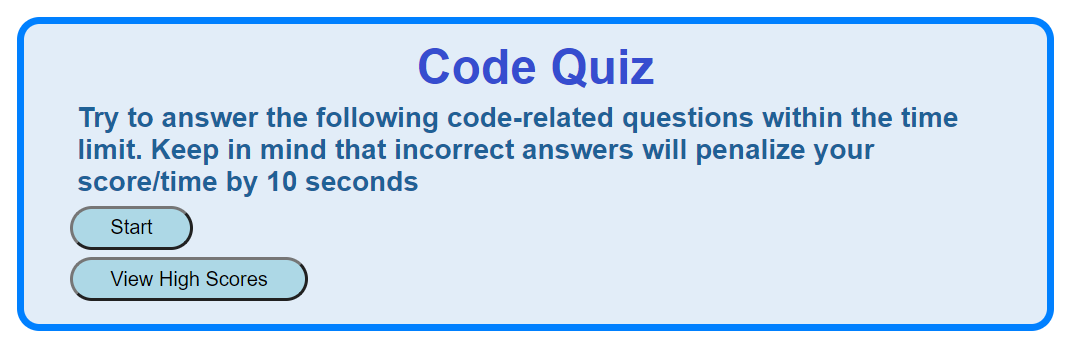 Code Quiz
Try to answer the following code-related questions within the time
limit. Keep in mind that incorrect answers will penalize your
score/time by 10 seconds
Start
View High Scores